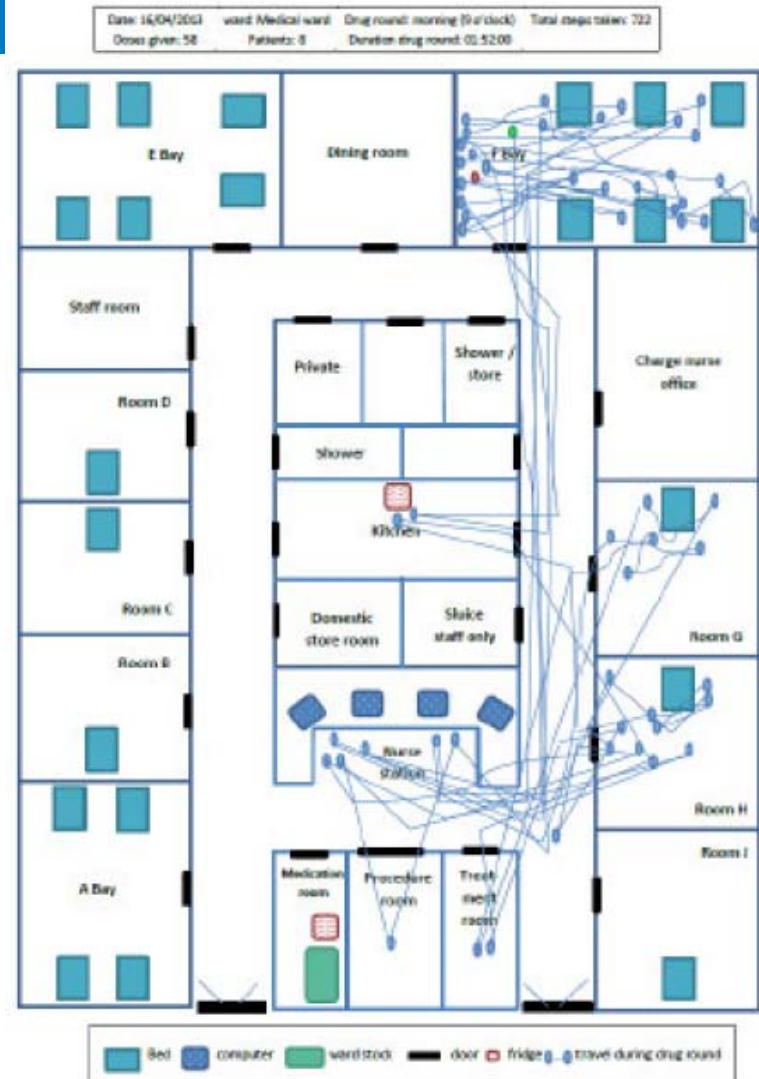 Date: 16/04/2013 ward: Medical ward Drug round: morning (9 o'clock) Total steps taken: 722
Doses given: 58 Patients: 8 Duration drug round: 01:52:00
E Bay
Dining room
F Bay
Staff room
Private
Shower /
store
Charge nurse
office
Room D
Shower
Kitchen
Room C
Domestic
store room
Sluice
staff only
Room G
Room B
Nurse
station
Room H
A Bay
Medication
room
Procedure
room
Treat
ment
room
Room J
Bed computer ward stock door fridge travel during drug round